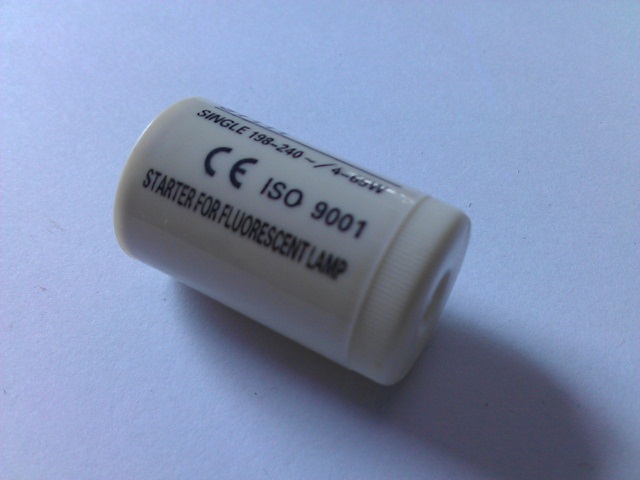 SINGLE 198-240~/4-65W
CE ISO 9001
STARTER FOR FLUORESCENT LAMP